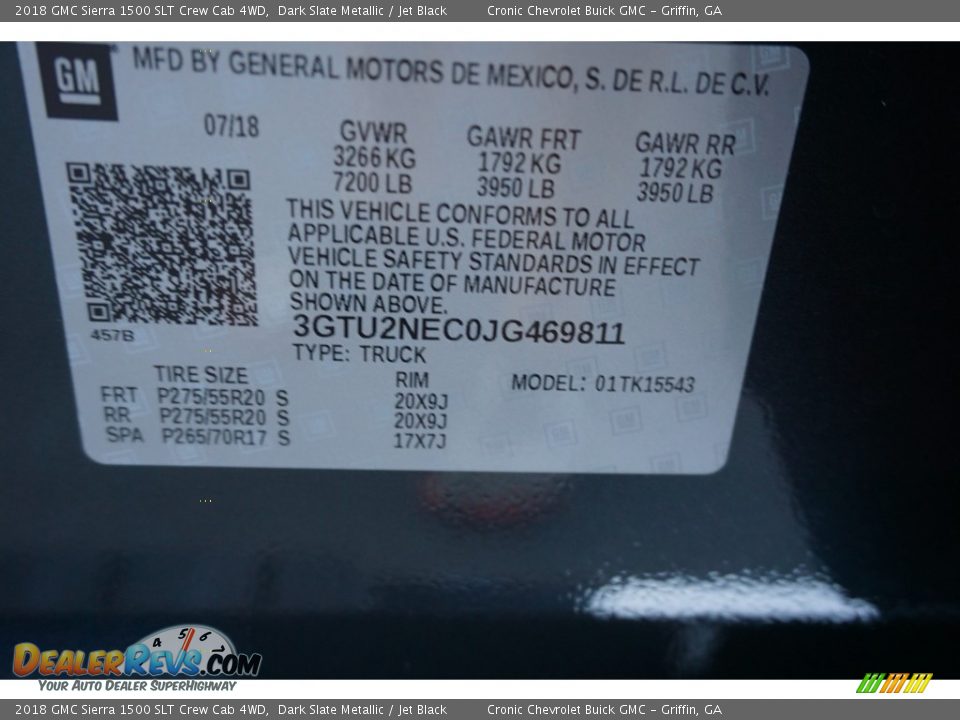 2018 GMC Sierra 1500 SLT Crew Cab 4WD, Dark Slate Metallic / Jet Black Cronic Chevrolet Buick GMC – Griffin, GA
GM MFD BY GENERAL MOTORS DE MEXICO, S. DE R.L. DE C.V.
07/18 GVWR GAWR FRT GAWR RR
3266 KG 1792 KG 1792 KG
7200 LB 3950 LB 3950 LB
THIS VEHICLE CONFORMS TO ALL
APPLICABLE U.S. FEDERAL MOTOR
VEHICLE SAFETY STANDARDS IN EFFECT
ON THE DATE OF MANUFACTURE
SHOWN ABOVE.
457B 3GTU2NEC0JG469811
TYPE: TRUCK
TIRE SIZE RIM MODEL: 01TK15543
FRT P275/55R20 S 20X9J
RR P275/55R20 S 20X9J
SPA P265/70R17 S 17X7J
4 5 6 7
DEALERREVS.COM
YOUR AUTO DEALER SUPERHIGHWAY
2018 GMC Sierra 1500 SLT Crew Cab 4WD, Dark Slate Metallic / Jet Black Cronic Chevrolet Buick GMC – Griffin, GA